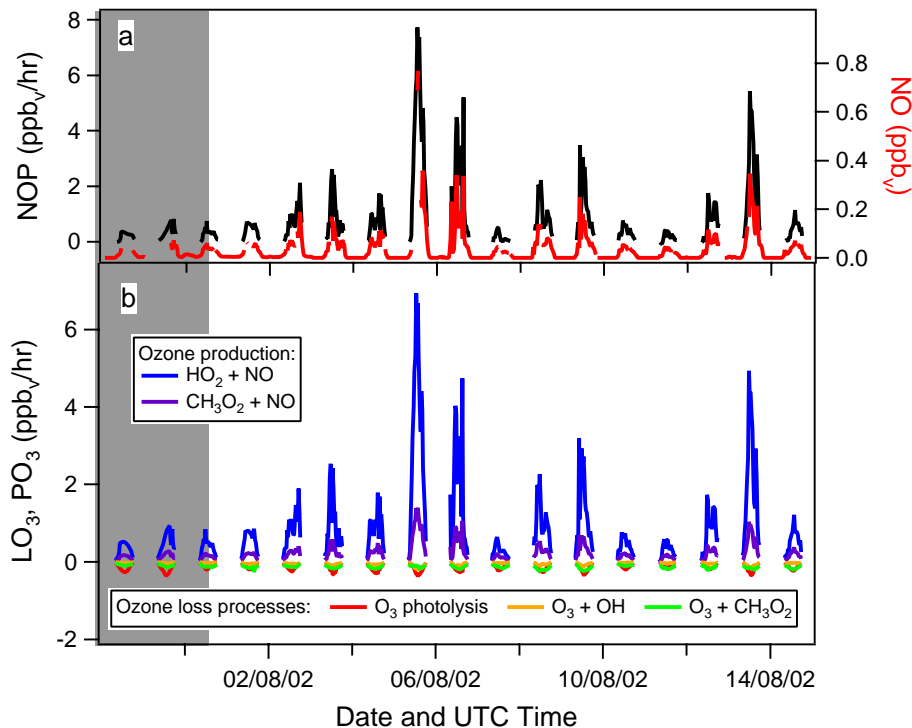 a
8
6
4
2
0
NOP (ppbv/hr)
0.8
0.6
0.4
0.2
0.0
NO (ppbv)
b
Ozone production:
HO2 + NO
CH3O2 + NO
6
4
2
0
-2
LO3, PO3 (ppbv/hr)
Ozone loss processes: O3 photolysis O3 + OH O3 + CH3O2
02/08/02 06/08/02 10/08/02 14/08/02
Date and UTC Time